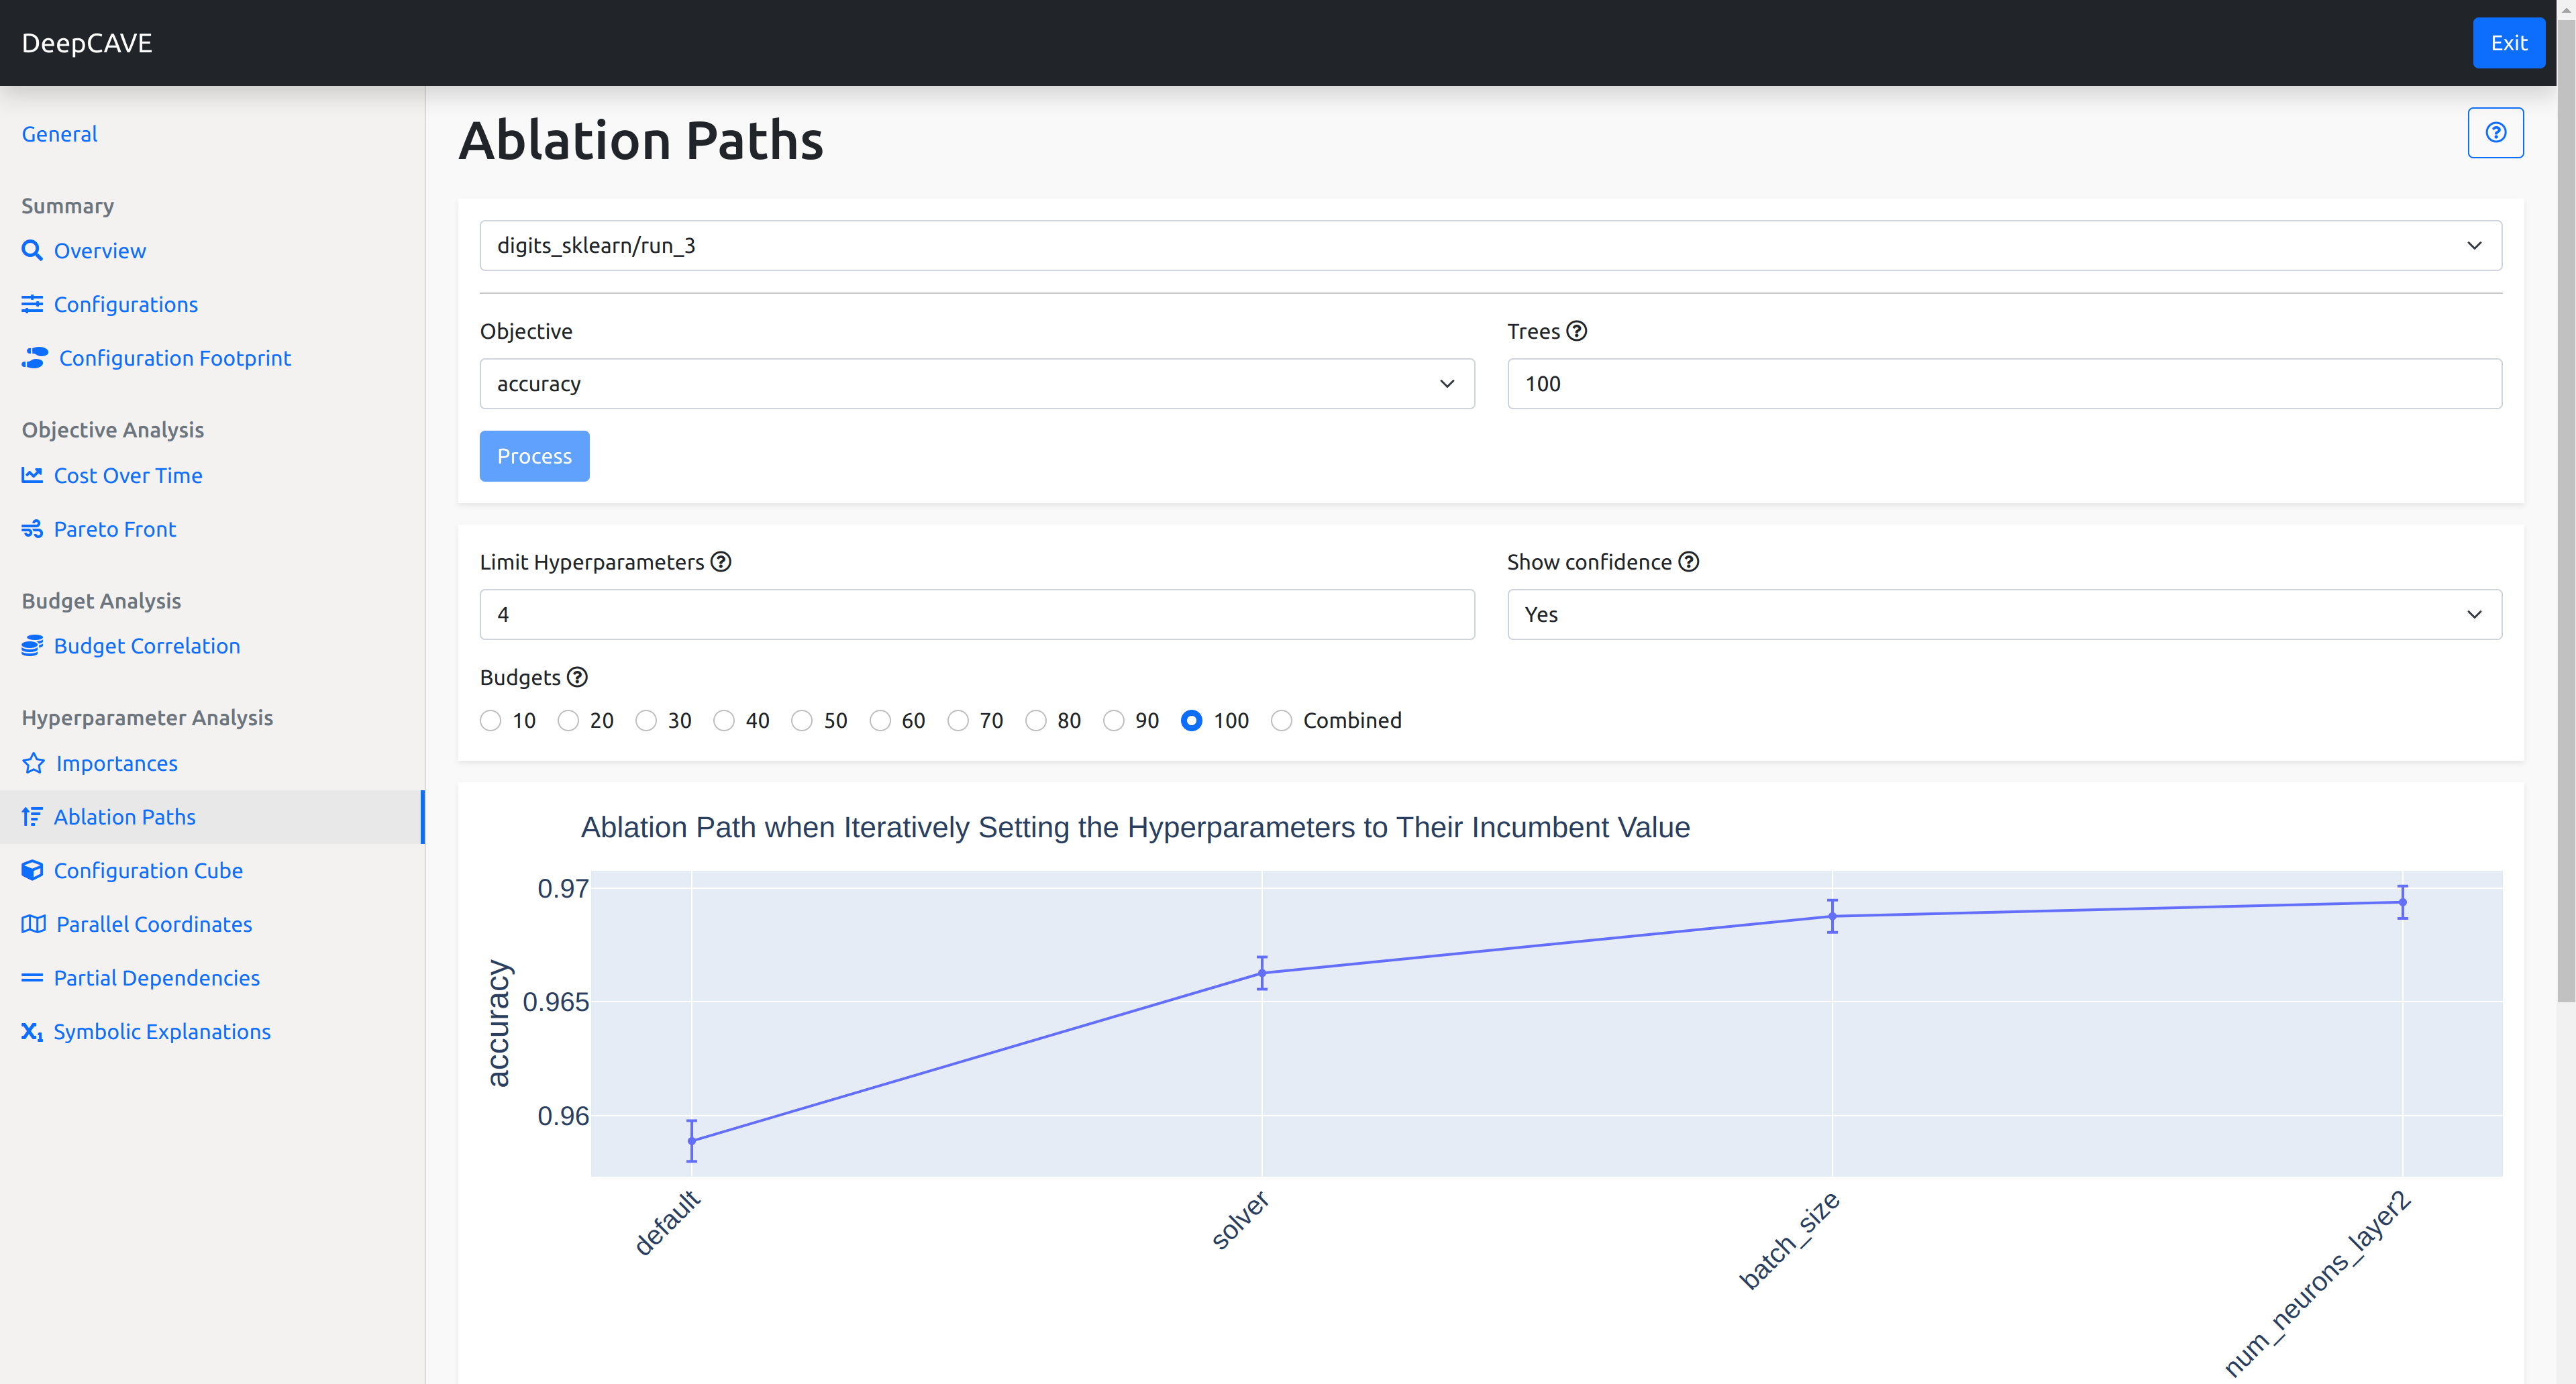 DeepCAVE
Exit
General
Summary
Overview
Configurations
Configuration Footprint
Objective Analysis
Cost Over Time
Pareto Front
Budget Analysis
Budget Correlation
Hyperparameter Analysis
Importances
Ablation Paths
Configuration Cube
Parallel Coordinates
Partial Dependencies
Symbolic Explanations
Ablation Paths
digits_sklearn/run_3
Objective
Trees
accuracy
100
Process
Limit Hyperparameters
Show confidence
4
Yes
Budgets
10 20 30 40 50 60 70 80 90 100 Combined
Ablation Path when Iteratively Setting the Hyperparameters to Their Incumbent Value
0.97
0.965
0.96
accuracy
default
solver
batch_size
num_neurons_layer2